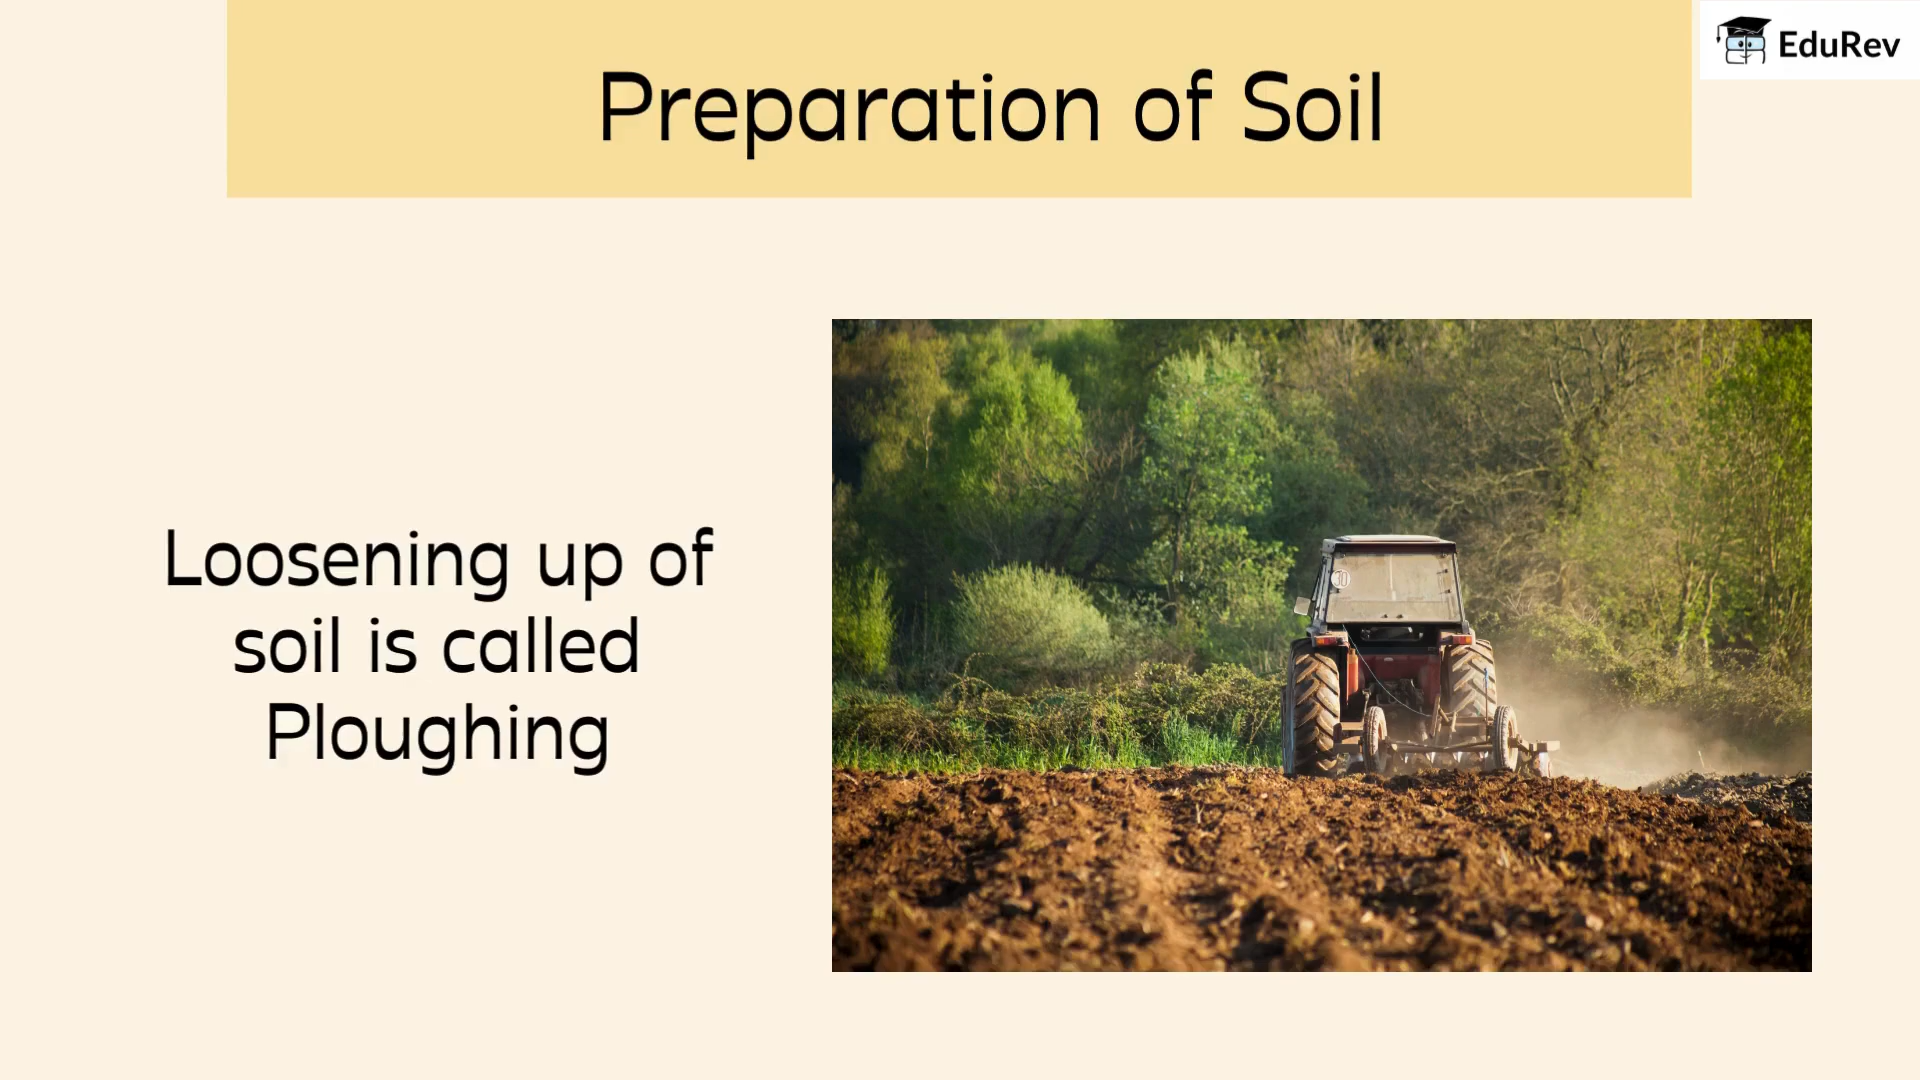 Preparation of Soil
EduRev
Loosening up of
soil is called
Ploughing